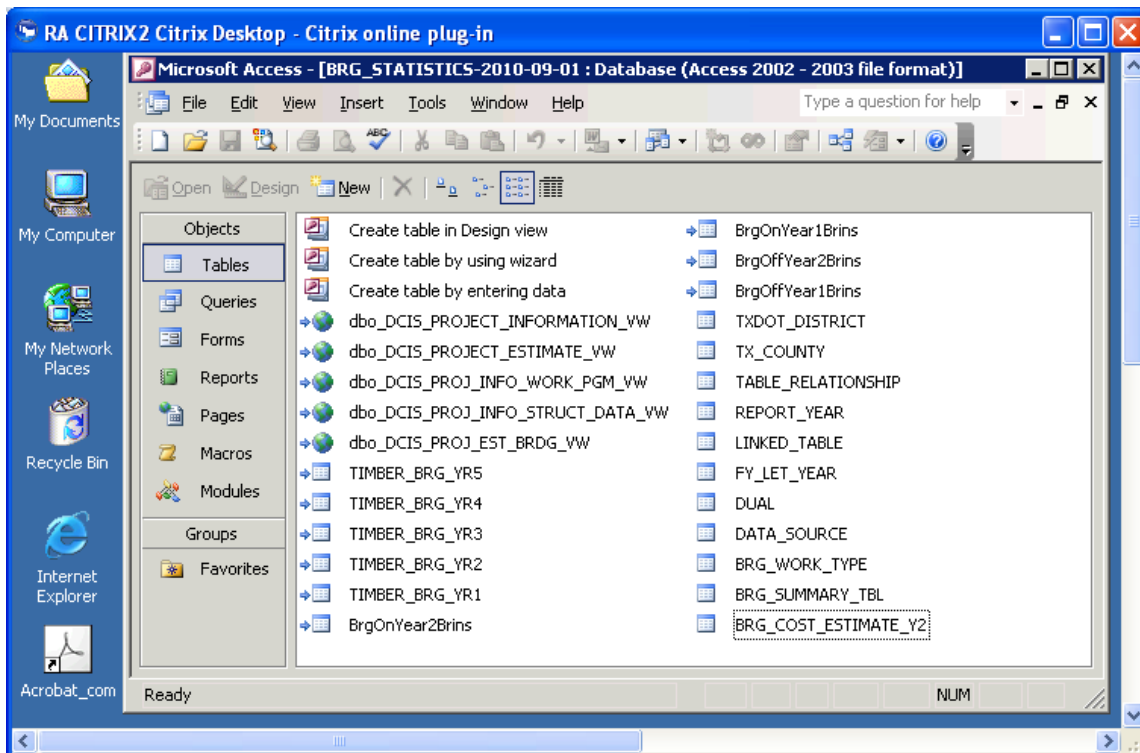 RA CITRIX2 Citrix Desktop - Citrix online plug-in
My Documents
My Computer
My Network
Places
Recycle Bin
Internet
Explorer
Acrobat_com
Microsoft Access - [BRG_STATISTICS-2010-09-01 : Database (Access 2002 - 2003 file format)]
File Edit View Insert Tools Window Help Type a question for help
ABC
Open Design New
Objects
Tables
Queries
Forms
Reports
Pages
Macros
Modules
Groups
Favorites
Create table in Design view
Create table by using wizard
Create table by entering data
dbo_DCIS_PROJECT_INFORMATION_VW
dbo_DCIS_PROJECT_ESTIMATE_VW
dbo_DCIS_PROJ_INFO_WORK_PGM_VW
dbo_DCIS_PROJ_INFO_STRUCT_DATA_VW
dbo_DCIS_PROJ_EST_BRDG_VW
TIMBER_BRG_YR5
TIMBER_BRG_YR4
TIMBER_BRG_YR3
TIMBER_BRG_YR2
TIMBER_BRG_YR1
BrgOnYear2Brins
BrgOnYear1Brins
BrgOffYear2Brins
BrgOffYear1Brins
TXDOT_DISTRICT
TX_COUNTY
TABLE_RELATIONSHIP
REPORT_YEAR
LINKED_TABLE
FY_LET_YEAR
DUAL
DATA_SOURCE
BRG_WORK_TYPE
BRG_SUMMARY_TBL
BRG_COST_ESTIMATE_Y2
Ready NUM